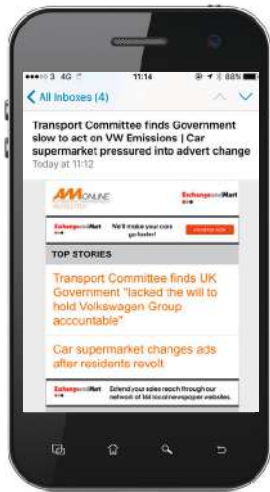 3 4G 11:14 88%
All Inboxes (4)
Transport Committee finds Government
slow to act on VW Emissions | Car
supermarket pressured into advert change
Today at 11:12
AMONLINE
ExchangeandMart
ExchangeandMart We'll make your cars
go faster!
TOP STORIES
Transport Committee finds UK
Government "lacked the will to
hold Volkswagen Group
acccuntable"
Car supermarket changes ads
after residents revolt
ExchangeandMart Extend your sales reach through our
network of 144 local newspaper websites.